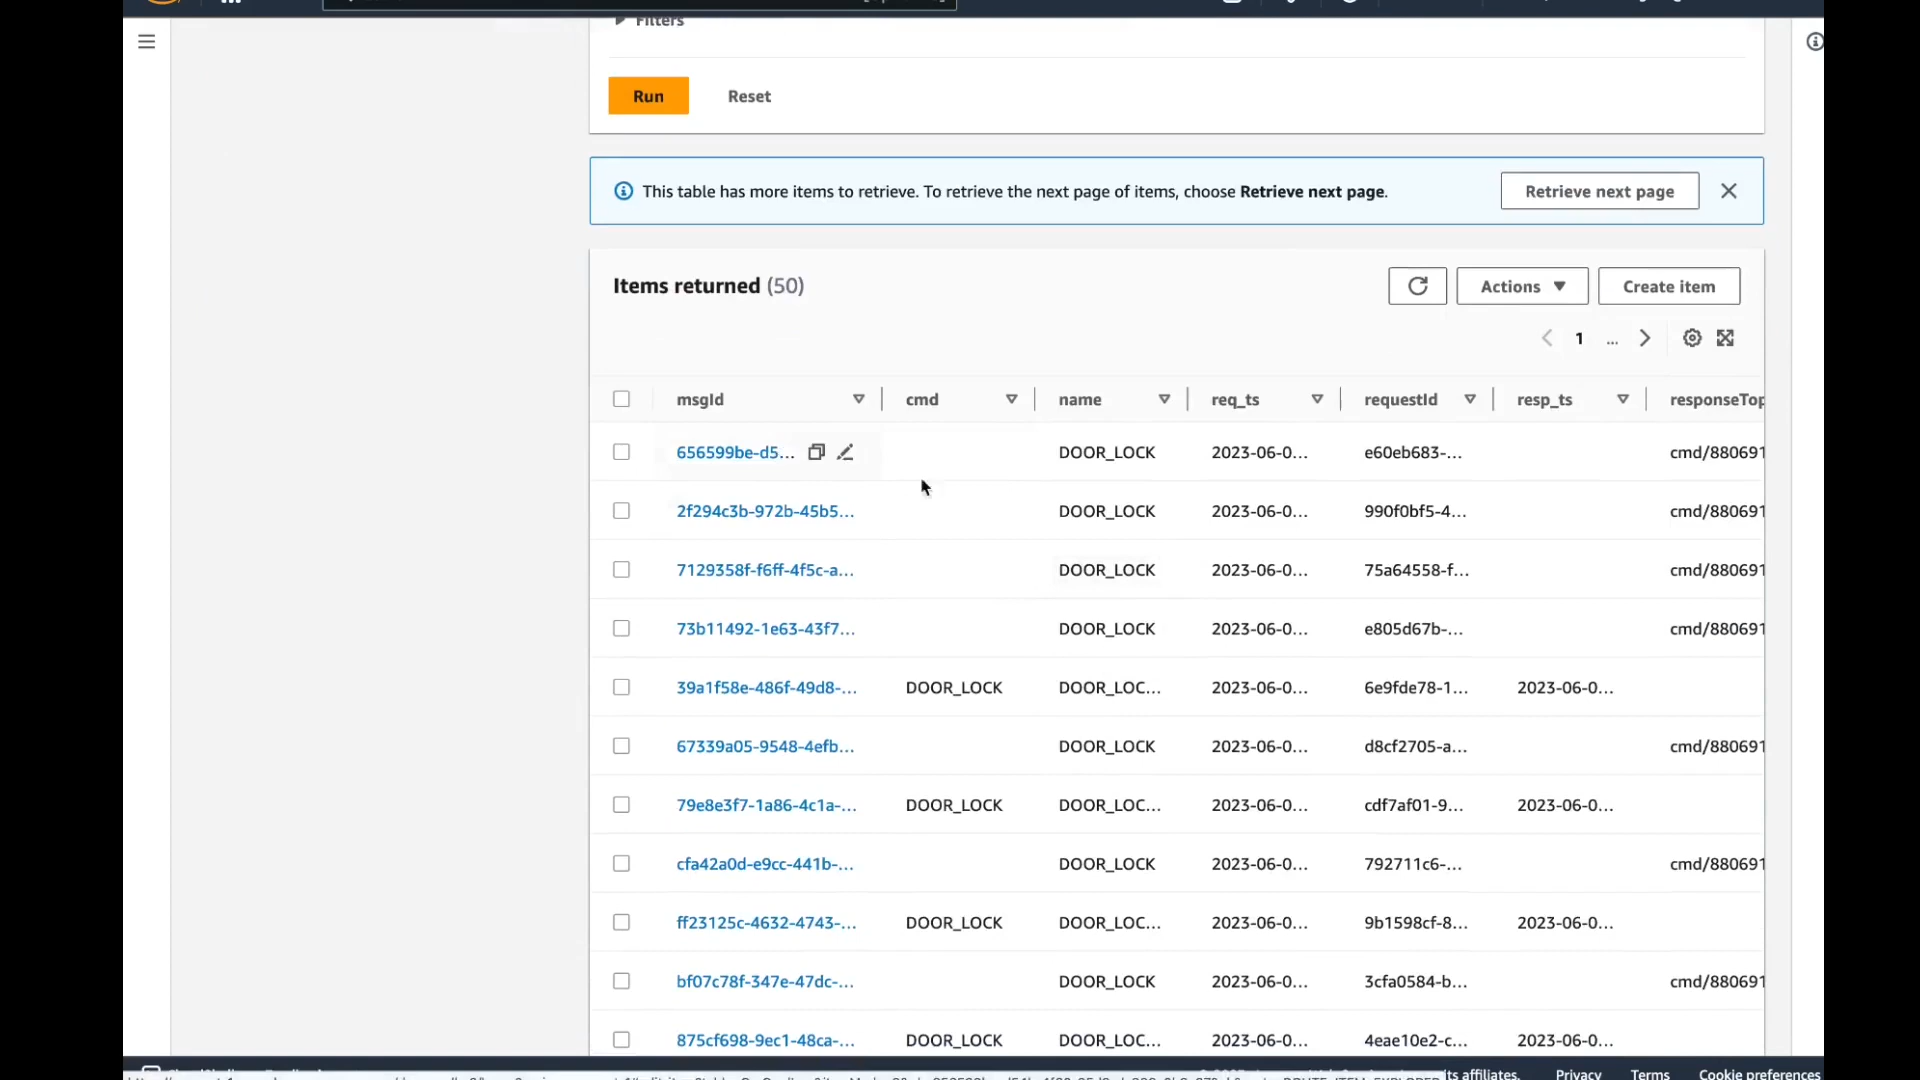 Filters
Run Reset
This table has more items to retrieve. To retrieve the next page of items, choose Retrieve next page. Retrieve next page
Items returned (50) Actions Create item
1 ...
msgId cmd name req_ts requestId resp_ts responseTop
656599be-d5... DOOR_LOCK 2023-06-0... e60eb683-... cmd/880691
2f294c3b-972b-45b5... DOOR_LOCK 2023-06-0... 990f0bf5-4... cmd/880691
7129358f-f6ff-4f5c-a... DOOR_LOCK 2023-06-0... 75a64558-f... cmd/880691
73b11492-1e63-43f7... DOOR_LOCK 2023-06-0... e805d67b-... cmd/880691
39a1f58e-486f-49d8-... DOOR_LOCK DOOR_LOC... 2023-06-0... 6e9fde78-1... 2023-06-0...
67339a05-9548-4efb... DOOR_LOCK 2023-06-0... d8cf2705-a... cmd/880691
79e8e3f7-1a86-4c1a-... DOOR_LOCK DOOR_LOC... 2023-06-0... cdf7af01-9... 2023-06-0...
cfa42a0d-e9cc-441b-... DOOR_LOCK 2023-06-0... 792711c6-... cmd/880691
ff23125c-4632-4743-... DOOR_LOCK DOOR_LOC... 2023-06-0... 9b1598cf-8... 2023-06-0...
bf07c78f-347e-47dc-... DOOR_LOCK 2023-06-0... 3cfa0584-b... cmd/880691
875cf698-9ec1-48ca-... DOOR_LOCK DOOR_LOC... 2023-06-0... 4eae10e2-c... 2023-06-0...
its affiliates. Privacy Terms Cookie preferences